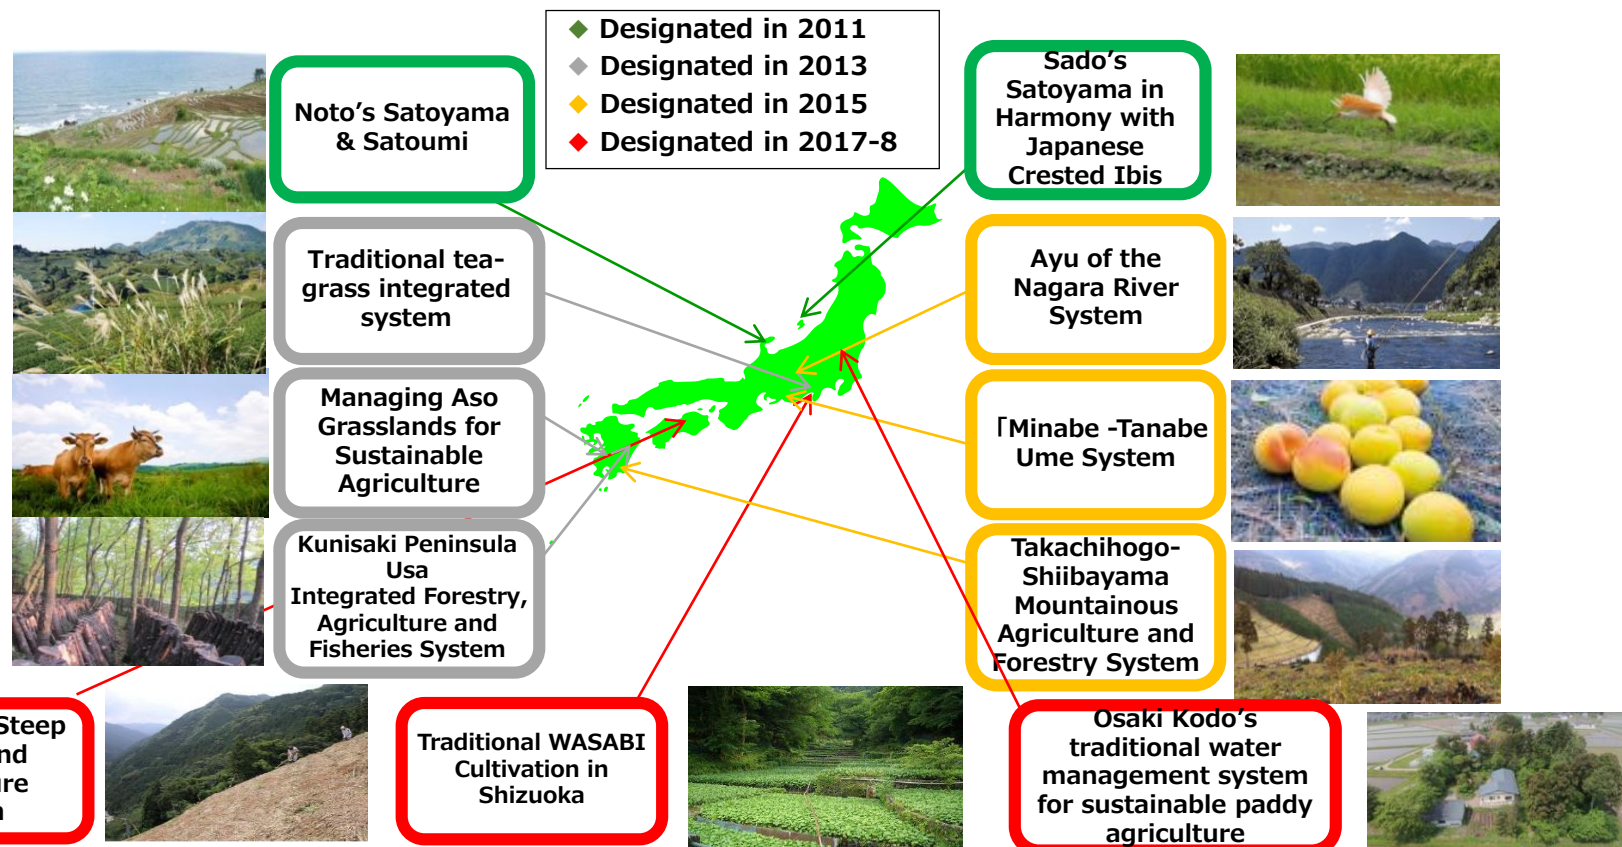 ◆ Designated in 2011
◆ Designated in 2013
◆ Designated in 2015
◆ Designated in 2017-8
Noto’s Satoyama
& Satoumi
Sado’s
Satoyama in
Harmony with
Japanese
Crested Ibis
Traditional tea-
grass integrated
system
Ayu of the
Nagara River
System
Managing Aso
Grasslands for
Sustainable
Agriculture
「Minabe -Tanabe
Ume System
Kunisaki Peninsula
Usa
Integrated Forestry,
Agriculture and
Fisheries System
Takachihogo-
Shiibayama
Mountainous
Agriculture and
Forestry System
Steep
Traditional WASABI
Cultivation in
Shizuoka
Osaki Kodo’s
traditional water
management system
for sustainable paddy
agriculture